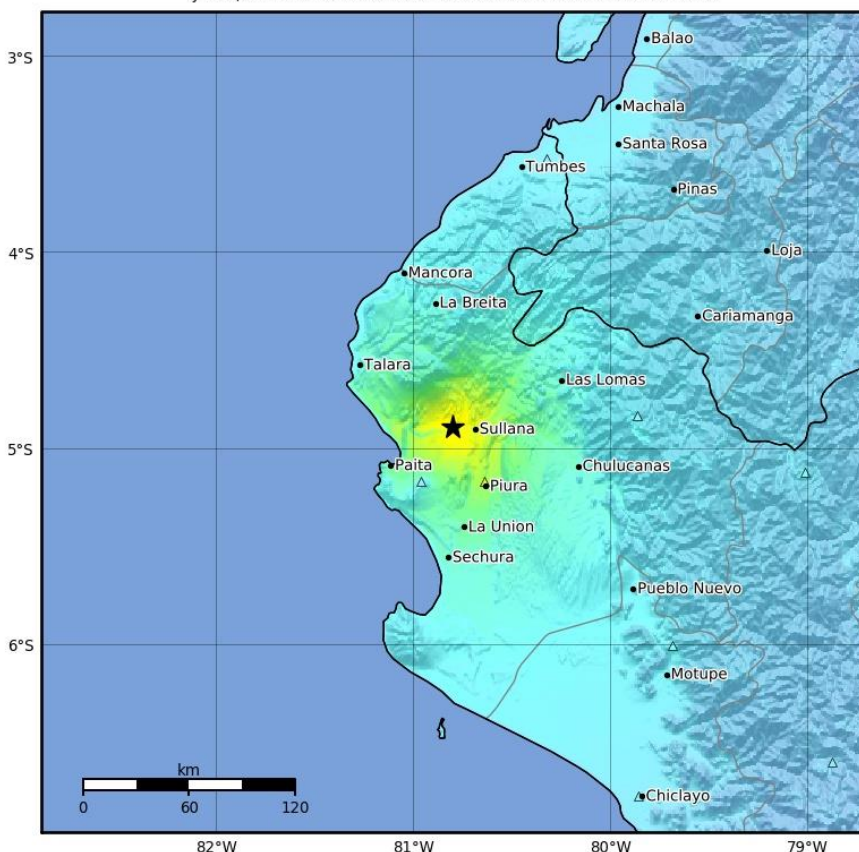 3°S
Balao
Machala
Santa Rosa
Tumbes
Pinas
4°S
Loja
Mancora
La Breita
Cariamanga
Talara
Las Lomas
Sullana
5°S
Paita
Chulucanas
Piura
La Union
Sechura
Pueblo Nuevo
6°S
Motupe
km
0 60 120
Chiclayo
82°W 81°W 80°W 79°W